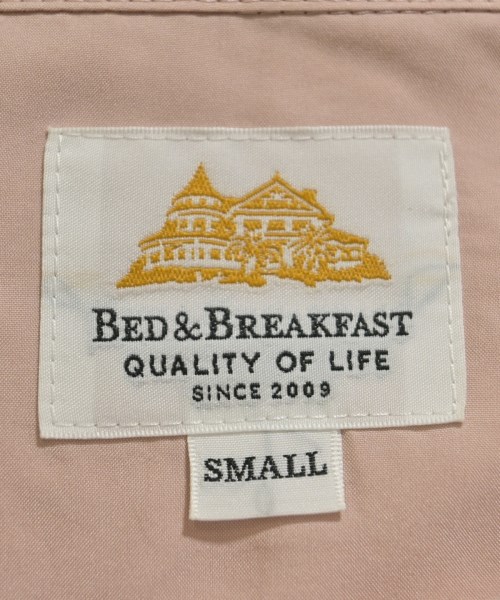 BED & BREAKFAST
QUALITY OF LIFE
SINCE 2009
SMALL